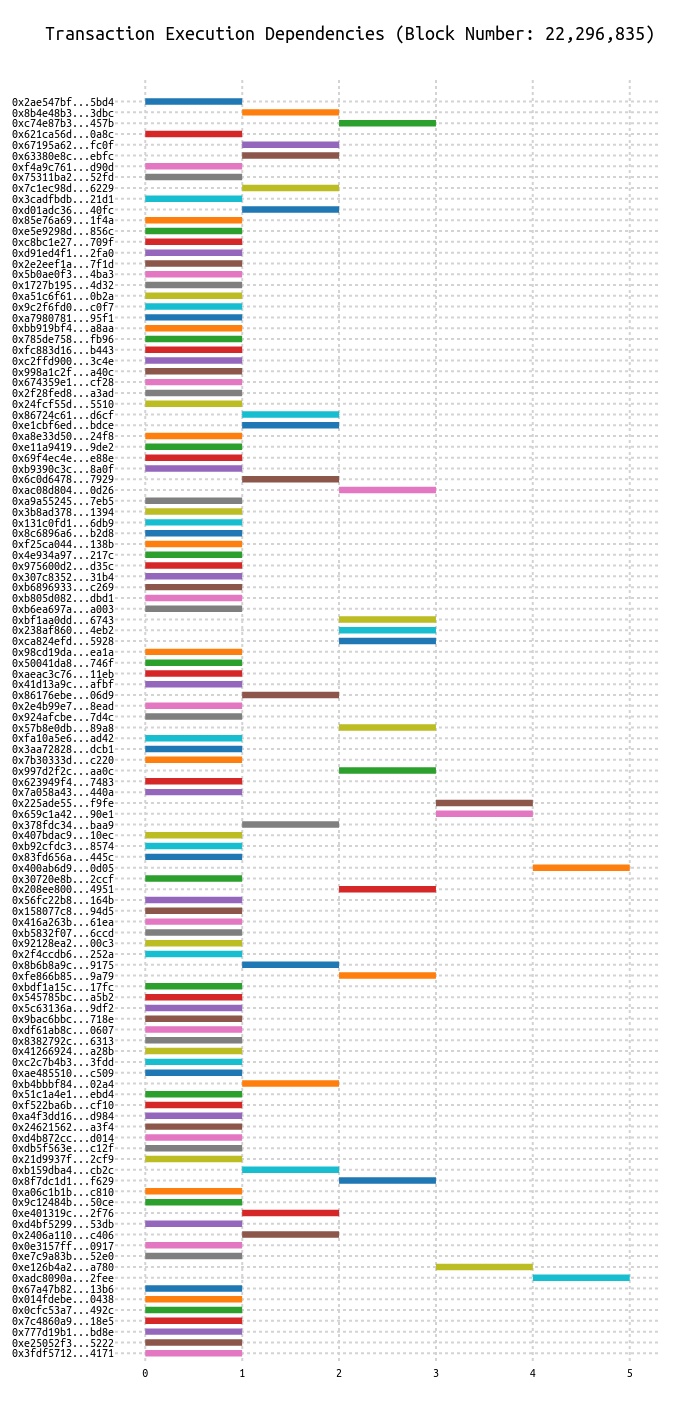 Transaction Execution Dependencies (Block Number: 22,296,835)
0x2ae547bf...5bd4
0x8b4e48b3...3dbc
0xc74e87b3...457b
0x621ca56d...0a8c
0x67195a62...fc0f
0x63380e8c...ebfc
0xf4a9c761...d90d
0x75311ba2...52fd
0x7c1ec98d...6229
0x3cadfbdb...21d1
0xd01adc36...40fc
0x85e76a69...1f4a
0xe5e9298d...856c
0xc8bc1e27...709f
0xd91ed4f1...2fa0
0x2e2eef1a...7f1d
0x5b0ae0f3...4ba3
0x1727b195...4d32
0xa51c6f61...0b2a
0x9c2f6fd0...c0f7
0xa7980781...95f1
0xbb919bf4...a8aa
0x785de758...fb96
0xfc883d16...b443
0xc2ffd900...3c4e
0x998a1c2f...a40c
0x674359e1...cf28
0x2f28fed8...a3ad
0x24fcf55d...5510
0x86724c61...d6cf
0xe1cbf6ed...bdce
0xa8e33d50...24f8
0xe11a9419...9de2
0x69f4ec4e...e88e
0xb9390c3c...8a0f
0x6c0d6478...7929
0xac08d804...0d26
0xa9a55245...7eb5
0x3b8ad378...1394
0x131c0fd1...6db9
0x8c6896a6...b2d8
0xf25ca044...138b
0x4e934a97...217c
0x975600d2...d35c
0x307c8352...31b4
0xb6896933...c269
0xb805d082...dbd1
0xb6ea697a...a003
0xbf1aa0dd...6743
0x238af860...4eb2
0xca824efd...5928
0x98cd19da...ea1a
0x50041da8...746f
0xaeac3c76...11eb
0x41d13a9c...afbf
0x86176ebe...06d9
0x2e4b99e7...8ead
0x924afcbe...7d4c
0x57b8e0db...89a8
0xfa10a5e6...ad42
0x3aa72828...dcb1
0x7b30333d...c220
0x997d2f2c...aa0c
0x623949f4...7483
0x7a058a43...440a
0x225ade55...f9fe
0x659c1a42...90e1
0x378fdc34...baa9
0x407bdac9...10ec
0xb92cfdc3...8574
0x83fd656a...445c
0x400ab6d9...0d05
0x30720e8b...2ccf
0x208ee800...4951
0x56fc22b8...164b
0x158077c8...94d5
0x416a263b...61ea
0xb5832f07...6ccd
0x92128ea2...00c3
0x2f4ccdb6...252a
0x8b6b8a9c...9175
0xfe866b85...9a79
0xbdf1a15c...17fc
0x545785bc...a5b2
0x5c63136a...9df2
0x9bac6bbc...718e
0xdf61ab8c...0607
0x8382792c...6313
0x41266924...a28b
0xc2c7b4b3...3fdd
0xae485510...c509
0xb4bbbf84...02a4
0x51c1a4e1...ebd4
0xf522ba6b...cf10
0xa4f3dd16...d984
0x24621562...a3f4
0xd4b872cc...d014
0xdb5f563e...c12f
0x21d9937f...2cf9
0xb159dba4...cb2c
0x8f7dc1d1...f629
0xa06c1b1b...c810
0x9c12484b...50ce
0xe401319c...2f76
0xd4bf5299...53db
0x2406a110...c406
0x0e3157ff...0917
0xe7c9a83b...52e0
0xe126b4a2...a780
0xadc8090a...2fee
0x67a47b82...13b6
0x014fdebe...0438
0x0cfc53a7...492c
0x7c4860a9...18e5
0x777d19b1...bd8e
0xe25052f3...5222
0x3fdf5712...4171
0 1 2 3 4 5